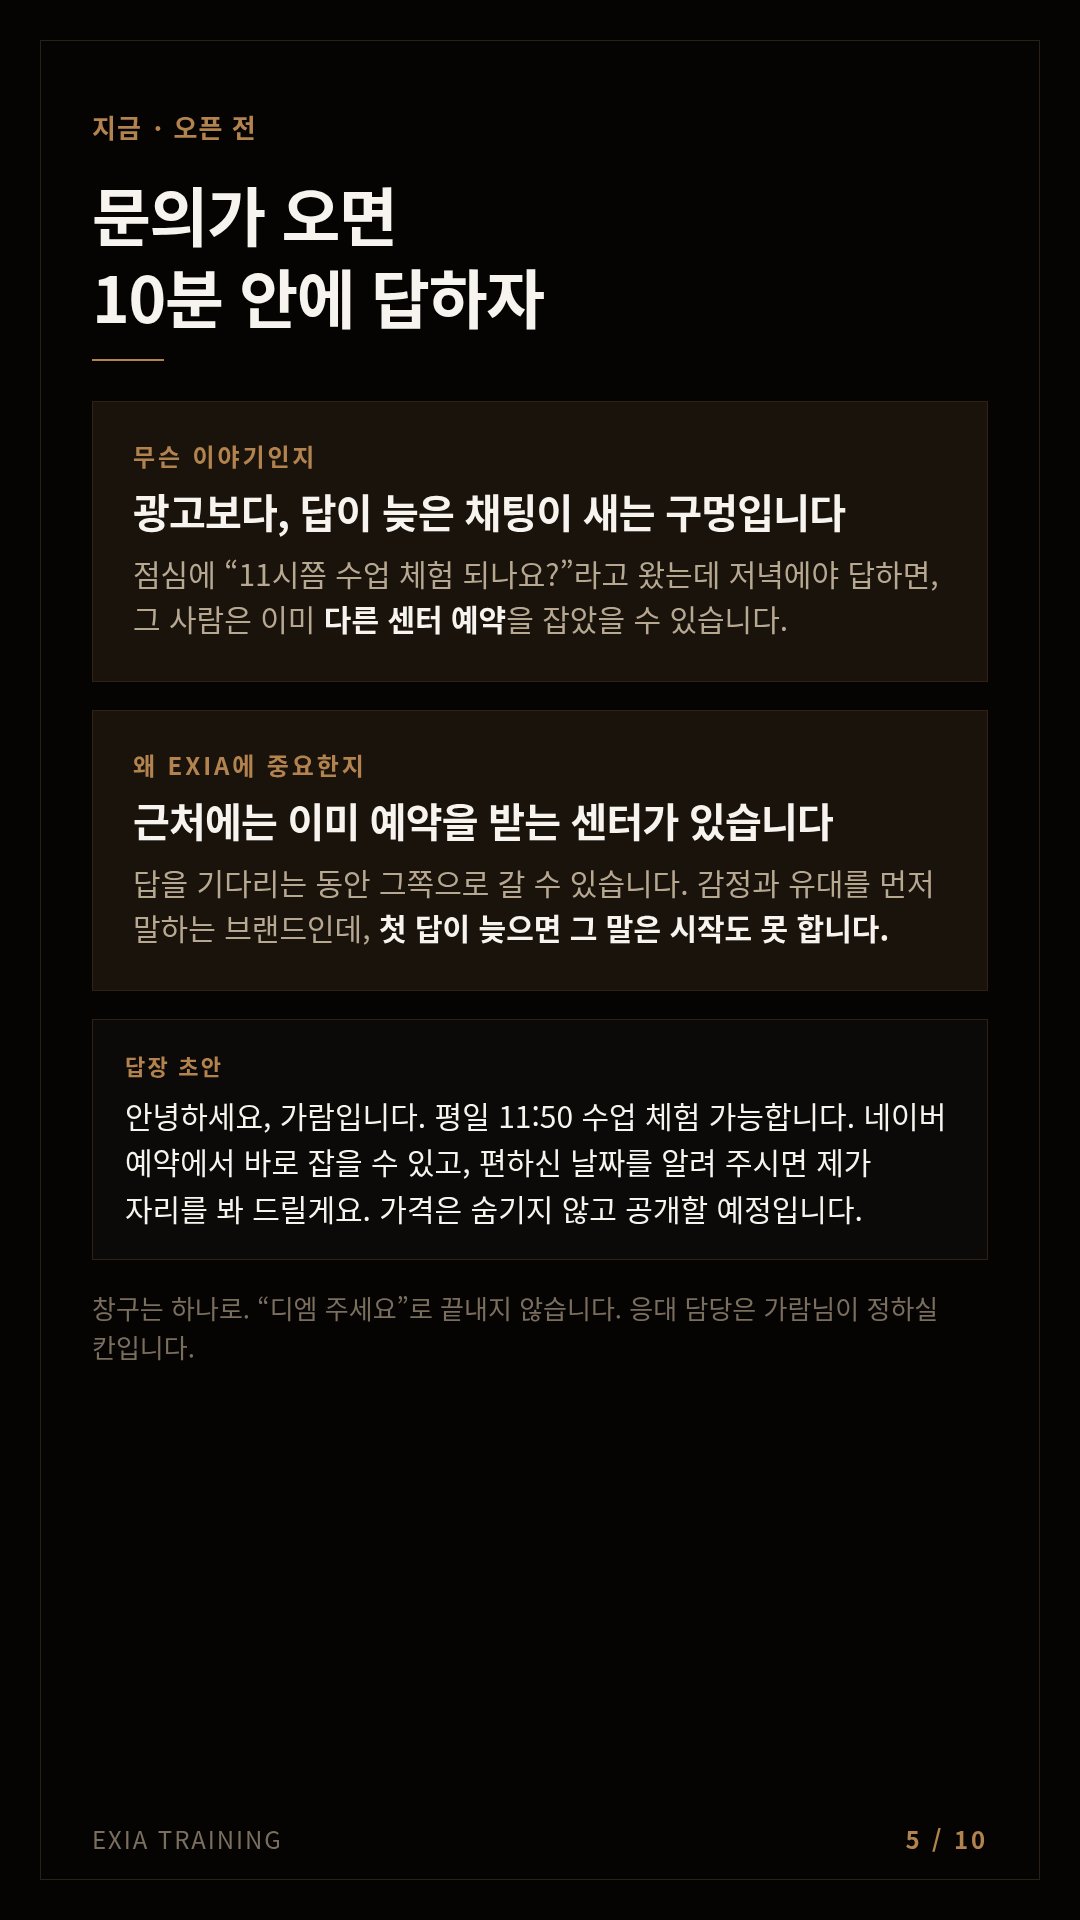 지금 · 오픈 전
문의가 오면
10분 안에 답하자
무슨 이야기인지
광고보다, 답이 늦은 채팅이 새는 구멍입니다
점심에 “11시쯤 수업 체험 되나요?”라고 왔는데 저녁에야 답하면,
그 사람은 이미 다른 센터 예약을 잡았을 수 있습니다.
왜 EXIA에 중요한지
근처에는 이미 예약을 받는 센터가 있습니다
답을 기다리는 동안 그쪽으로 갈 수 있습니다. 감정과 유대를 먼저
말하는 브랜드인데, 첫 답이 늦으면 그 말은 시작도 못 합니다.
답장 초안
안녕하세요, 가람입니다. 평일 11:50 수업 체험 가능합니다. 네이버
예약에서 바로 잡을 수 있고, 편하신 날짜를 알려 주시면 제가
자리를 봐 드릴게요. 가격은 숨기지 않고 공개할 예정입니다.
창구는 하나로. “디엠 주세요”로 끝내지 않습니다. 응대 담당은 가람님이 정하실
칸입니다.
EXIA TRAINING
5 / 10